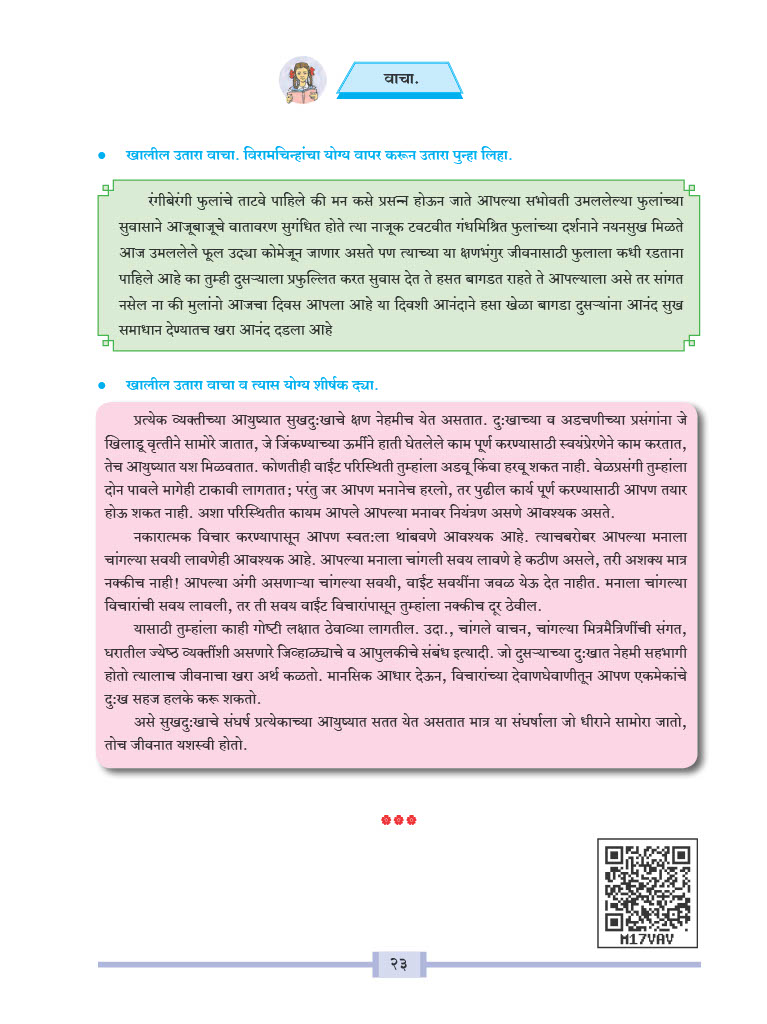 वाचा.
● खालील उतारा वाचा. विरामचिन्हांचा योग्य वापर करून उतारा पुन्हा लिहा.
रंगीबेरंगी फुलांचे ताटवे पाहिले की मन कसे प्रसन्न होऊन जाते आपल्या सभोवती उमललेल्या फुलांच्या
सुवासाने आजूबाजूचे वातावरण सुगंधित होते त्या नाजूक टवटवीत गंधमिश्रित फुलांच्या दर्शनाने नयनसुख मिळते
आज उमललेले फूल उद्या कोमेजून जाणार असते पण त्याच्या या क्षणभंगुर जीवनासाठी फुलाला कधी रडताना
पाहिले आहे का तुम्ही दुसऱ्याला प्रफुल्लित करत सुवास देत ते हसत बागडत राहते ते आपल्याला असे तर सांगत
नसेल ना की मुलांनो आजचा दिवस आपला आहे या दिवशी आनंदाने हसा खेळा बागडा दुसऱ्यांना आनंद सुख
समाधान देण्यातच खरा आनंद दडला आहे
● खालील उतारा वाचा व त्यास योग्य शीर्षक द्या.
प्रत्येक व्यक्तीच्या आयुष्यात सुखदुःखाचे क्षण नेहमीच येत असतात. दुःखाच्या व अडचणीच्या प्रसंगांना जे
खिलाडू वृत्तीने सामोरे जातात, जे जिंकण्याच्या ऊर्मीने हाती घेतलेले काम पूर्ण करण्यासाठी स्वयंप्रेरणेने काम करतात,
तेच आयुष्यात यश मिळवतात. कोणतीही वाईट परिस्थिती तुम्हांला अडवू किंवा हरवू शकत नाही. वेळप्रसंगी तुम्हांला
दोन पावले मागेही टाकावी लागतात; परंतु जर आपण मनानेच हरलो, तर पुढील कार्य पूर्ण करण्यासाठी आपण तयार
होऊ शकत नाही. अशा परिस्थितीत कायम आपले आपल्या मनावर नियंत्रण असणे आवश्यक असते.
नकारात्मक विचार करण्यापासून आपण स्वतःला थांबवणे आवश्यक आहे. त्याचबरोबर आपल्या मनाला
चांगल्या सवयी लावणेही आवश्यक आहे. आपल्या मनाला चांगली सवय लावणे हे कठीण असले, तरी अशक्य मात्र
नक्कीच नाही! आपल्या अंगी असणाऱ्या चांगल्या सवयी, वाईट सवयींना जवळ येऊ देत नाहीत. मनाला चांगल्या
विचारांची सवय लावली, तर ती सवय वाईट विचारांपासून तुम्हांला नक्कीच दूर ठेवील.
यासाठी तुम्हांला काही गोष्टी लक्षात ठेवाव्या लागतील. उदा., चांगले वाचन, चांगल्या मित्रमैत्रिणींची संगत,
घरातील ज्येष्ठ व्यक्तींशी असणारे जिव्हाळ्याचे व आपुलकीचे संबंध इत्यादी. जो दुसऱ्याच्या दुःखात नेहमी सहभागी
होतो त्यालाच जीवनाचा खरा अर्थ कळतो. मानसिक आधार देऊन, विचारांच्या देवाणघेवाणीतून आपण एकमेकांचे
दुःख सहज हलके करू शकतो.
असे सुखदुःखाचे संघर्ष प्रत्येकाच्या आयुष्यात सतत येत असतात मात्र या संघर्षाला जो धीराने सामोरा जातो,
तोच जीवनात यशस्वी होतो.
M17VAV
२३